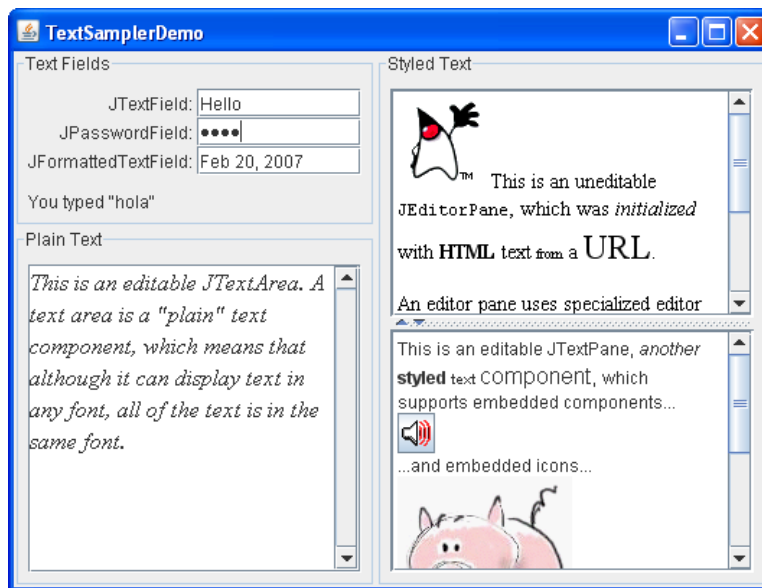 TextSamplerDemo
Text Fields
JTextField: Hello
JPasswordField: ●●●●
JFormattedTextField: Feb 20, 2007
You typed "hola"
Plain Text
This is an editable JTextArea. A
text area is a "plain" text
component, which means that
although it can display text in
any font, all of the text is in the
same font.
Styled Text
TM This is an uneditable
JEditorPane, which was initialized
with HTML text from a URL.
An editor pane uses specialized editor
This is an editable JTextPane, another
styled text component, which
supports embedded components...
...and embedded icons...